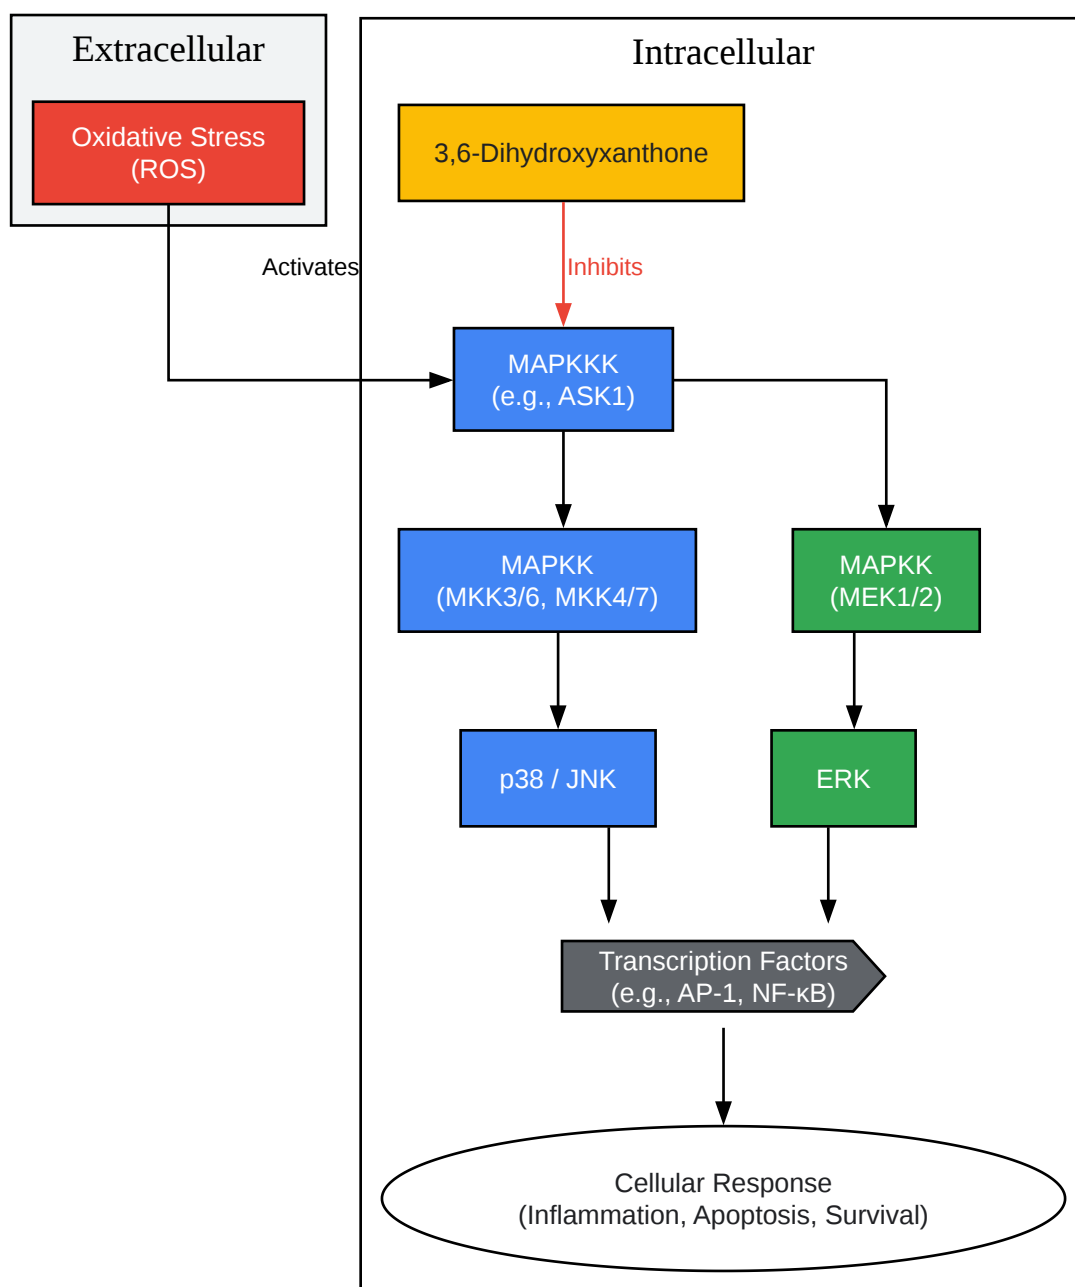 Extracellular
Intracellular
Oxidative Stress
(ROS)
3,6-Dihydroxyxanthone
Activates
Inhibits
MAPKKK
(e.g., ASK1)
MAPKK
(MKK3/6, MKK4/7)
MAPKK
(MEK1/2)
p38 / JNK
ERK
Transcription Factors
(e.g., AP-1, NF-κB)
Cellular Response
(Inflammation, Apoptosis, Survival)